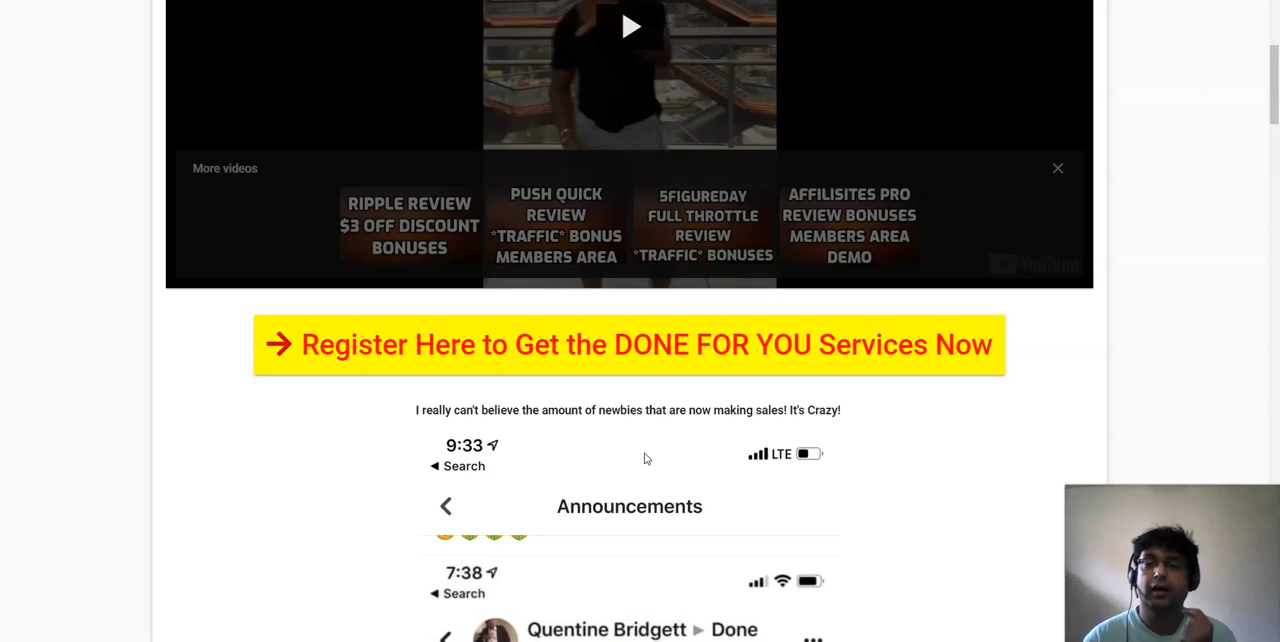 More videos
RIPPLE REVIEW
$3 OFF DISCOUNT
BONUSES
PUSH QUICK
REVIEW
*TRAFFIC* BONUS
MEMBERS AREA
5FIGUREDAY
FULL THROTTLE
REVIEW
*TRAFFIC* BONUSES
AFFILISITES PRO
REVIEW BONUSES
MEMBERS AREA
DEMO
YouTube
→ Register Here to Get the DONE FOR YOU Services Now
I really can't believe the amount of newbies that are now making sales! It's Crazy!
9:33
LTE
◀ Search
Announcements
7:38
◀ Search
Quentine Bridgett ▶ Done